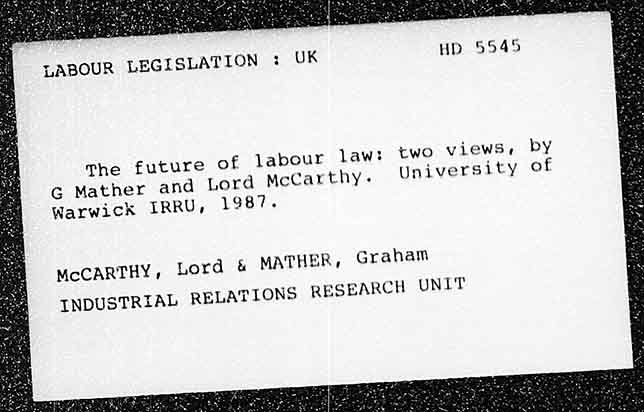 LABOUR LEGISLATION : UK HD 5545
The future of labour law: two views, by
G Mather and Lord McCarthy. University of
Warwick IRRU, 1987.
McCARTHY, Lord & MATHER, Graham
INDUSTRIAL RELATIONS RESEARCH UNIT